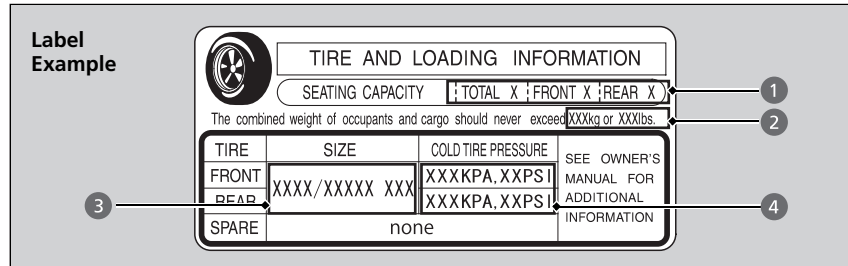 Label
Example
TIRE AND LOADING INFORMATION
SEATING CAPACITY TOTAL X FRONT X REAR X
1
The combined weight of occupants and cargo should never exceed XXXkg or XXXlbs.
2
TIRE SIZE COLD TIRE PRESSURE
SEE OWNER'S
MANUAL FOR
ADDITIONAL
INFORMATION
FRONT XXXX/XXXXX XXX XXXKPA,XXPSI
REAR XXXKPA,XXPSI
3
4
SPARE none